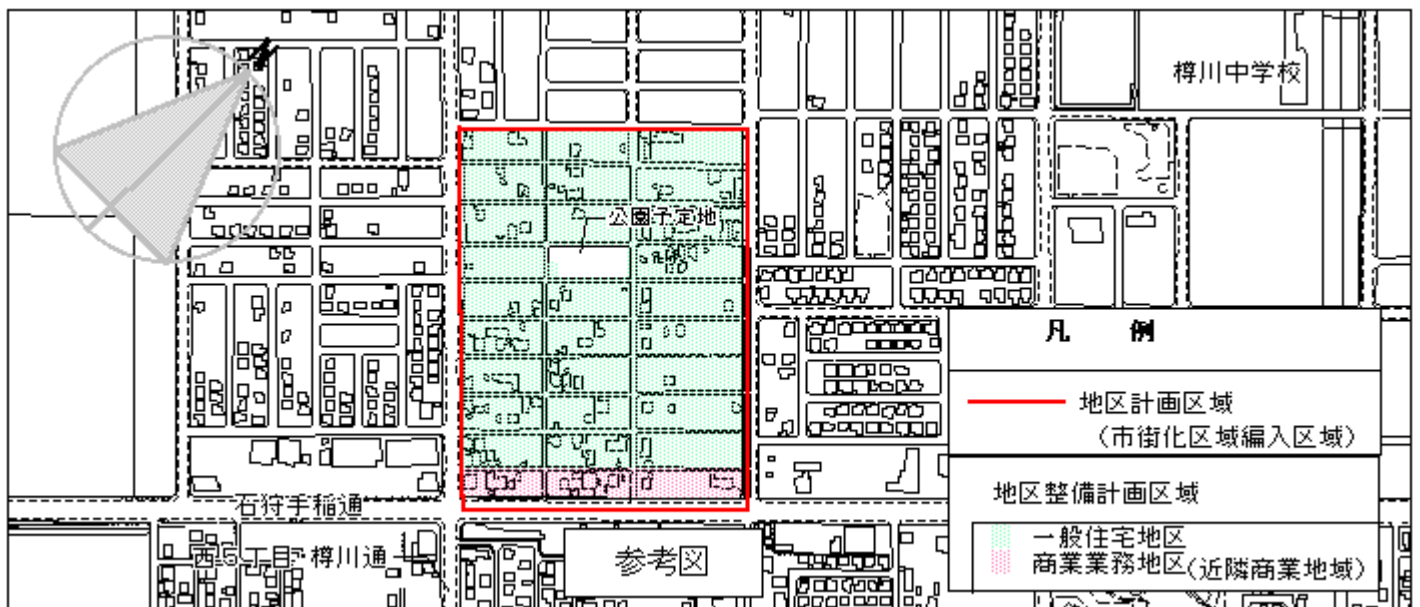 樽川中学校
公園予定地
凡 例
地区計画区域
(市街化区域編入区域)
石狩手稲通
地区整備計画区域
一般住宅地区
商業業務地区(近隣商業地域)
西5丁目・樽川通
参考図